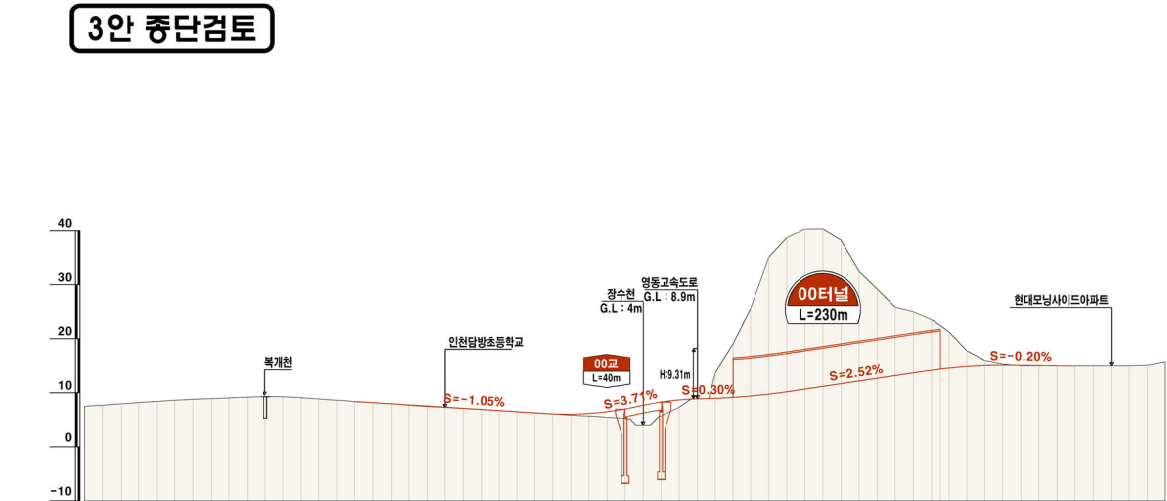 3안 종단검토
40
30
20
10
0
-10
복개천
인천담방초등학교
장수천
G.L : 4m
영동고속도로
G.L : 8.9m
00교
L=40m
H:9.31m
00터널
L=230m
현대모닝사이드아파트
S=-1.05%
S=3.71%
S=0.30%
S=2.52%
S=-0.20%